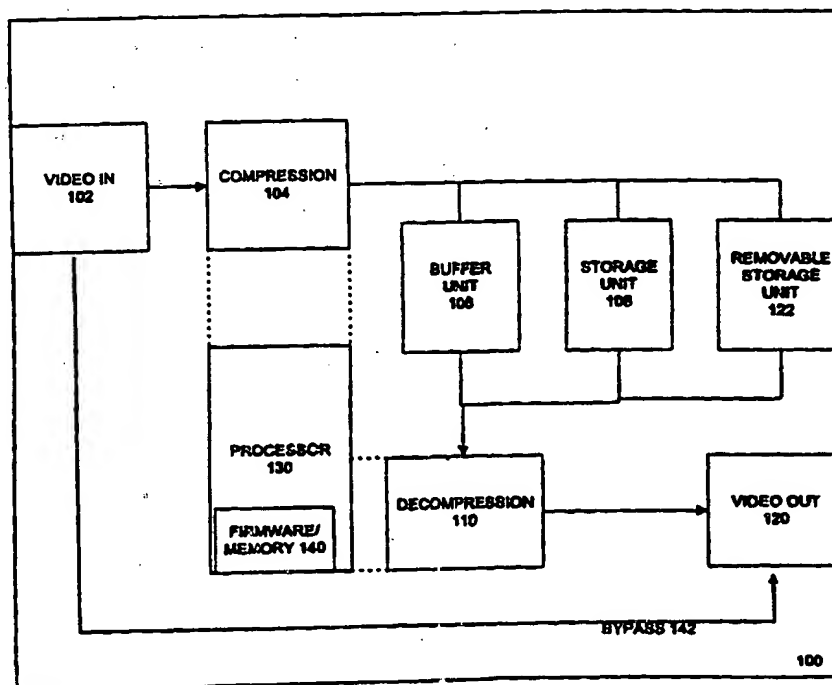 VIDEO IN
102
COMPRESSION
104
BUFFER
UNIT
106
STORAGE
UNIT
108
REMOVABLE
STORAGE
UNIT
122
PROCESSOR
130
FIRMWARE/
MEMORY 140
DECOMPRESSION
110
VIDEO OUT
120
BYPASS 142
100